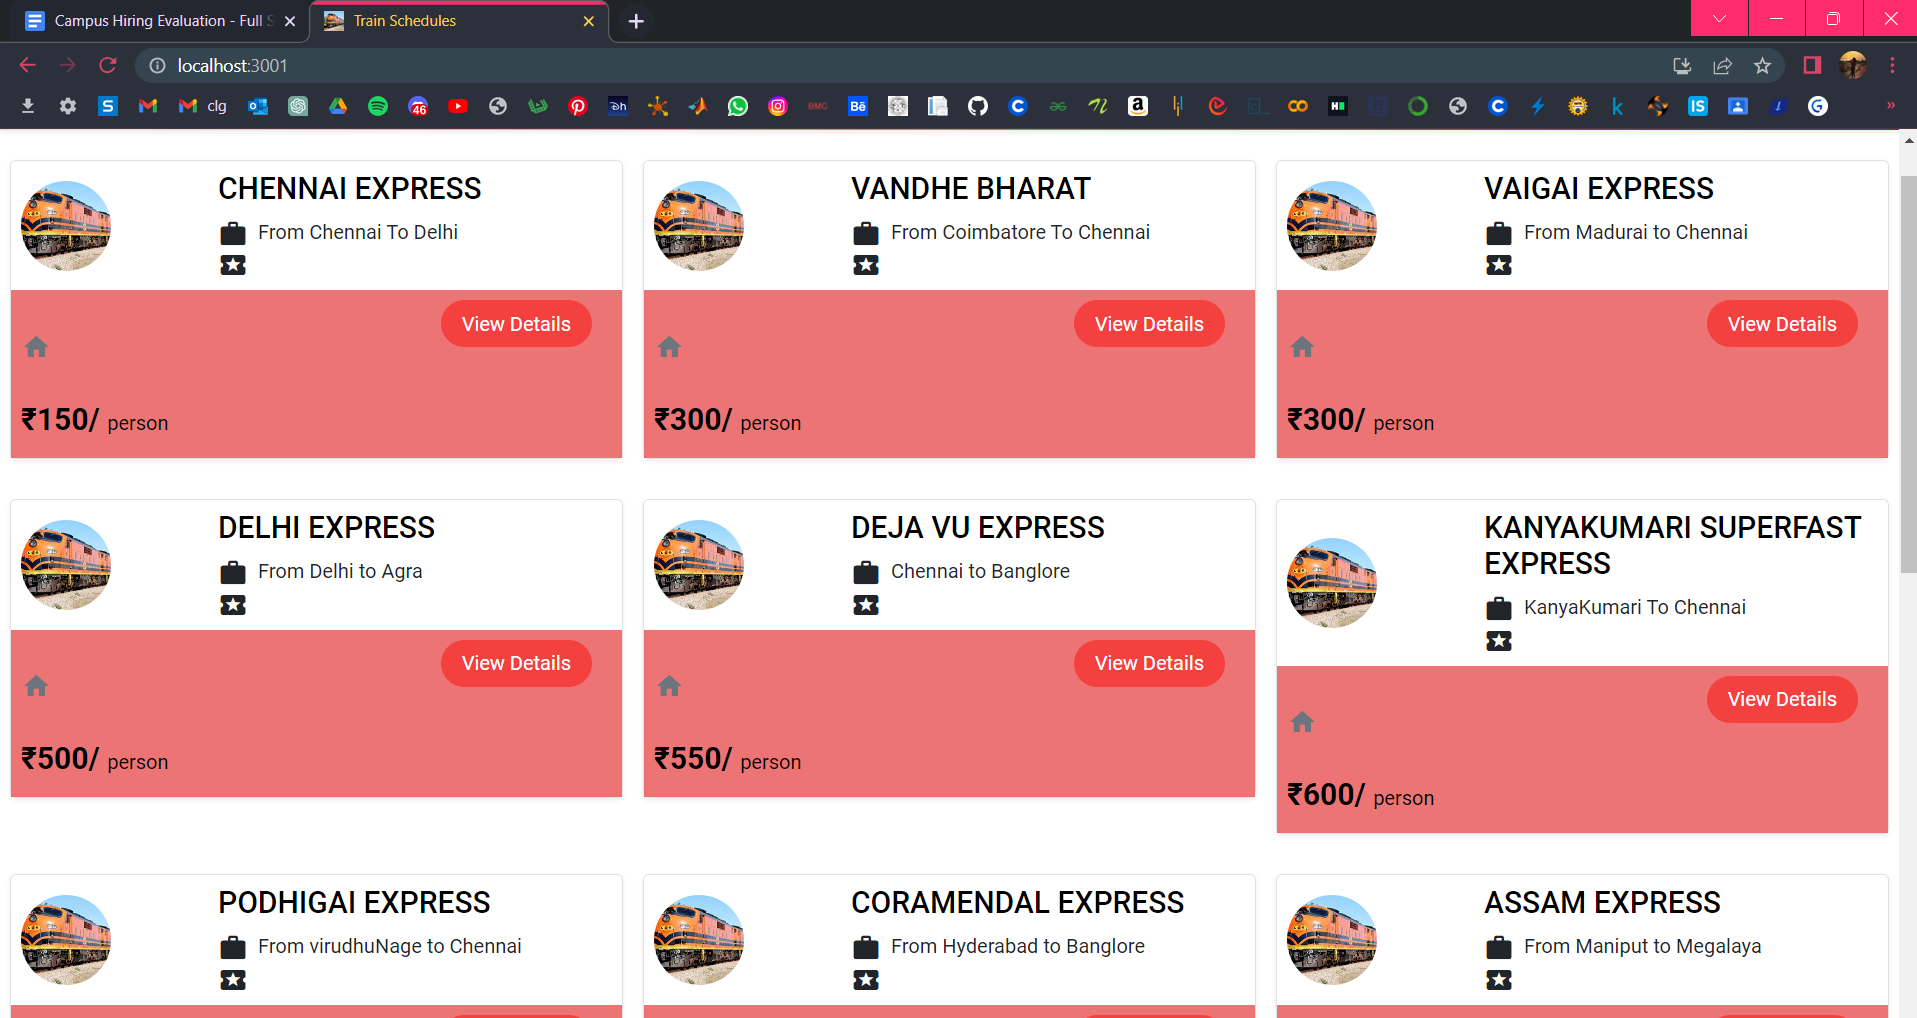 Campus Hiring Evaluation - Full S
Train Schedules
localhost:3001
clg
46
CHENNAI EXPRESS
From Chennai To Delhi
View Details
₹150/ person
VANDHE BHARAT
From Coimbatore To Chennai
View Details
₹300/ person
VAIGAI EXPRESS
From Madurai to Chennai
View Details
₹300/ person
DELHI EXPRESS
From Delhi to Agra
View Details
₹500/ person
DEJA VU EXPRESS
Chennai to Banglore
View Details
₹550/ person
KANYAKUMARI SUPERFAST
EXPRESS
KanyaKumari To Chennai
View Details
₹600/ person
PODHIGAI EXPRESS
From virudhuNage to Chennai
CORAMENDAL EXPRESS
From Hyderabad to Banglore
ASSAM EXPRESS
From Maniput to Megalaya